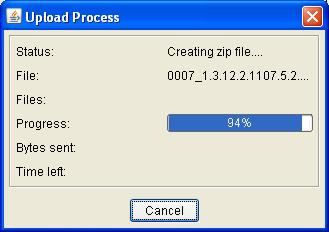 Upload Process
Status: Creating zip file....
File: 0007_1.3.12.2.1107.5.2....
Files:
Progress: 94%
Bytes sent:
Time left:
Cancel